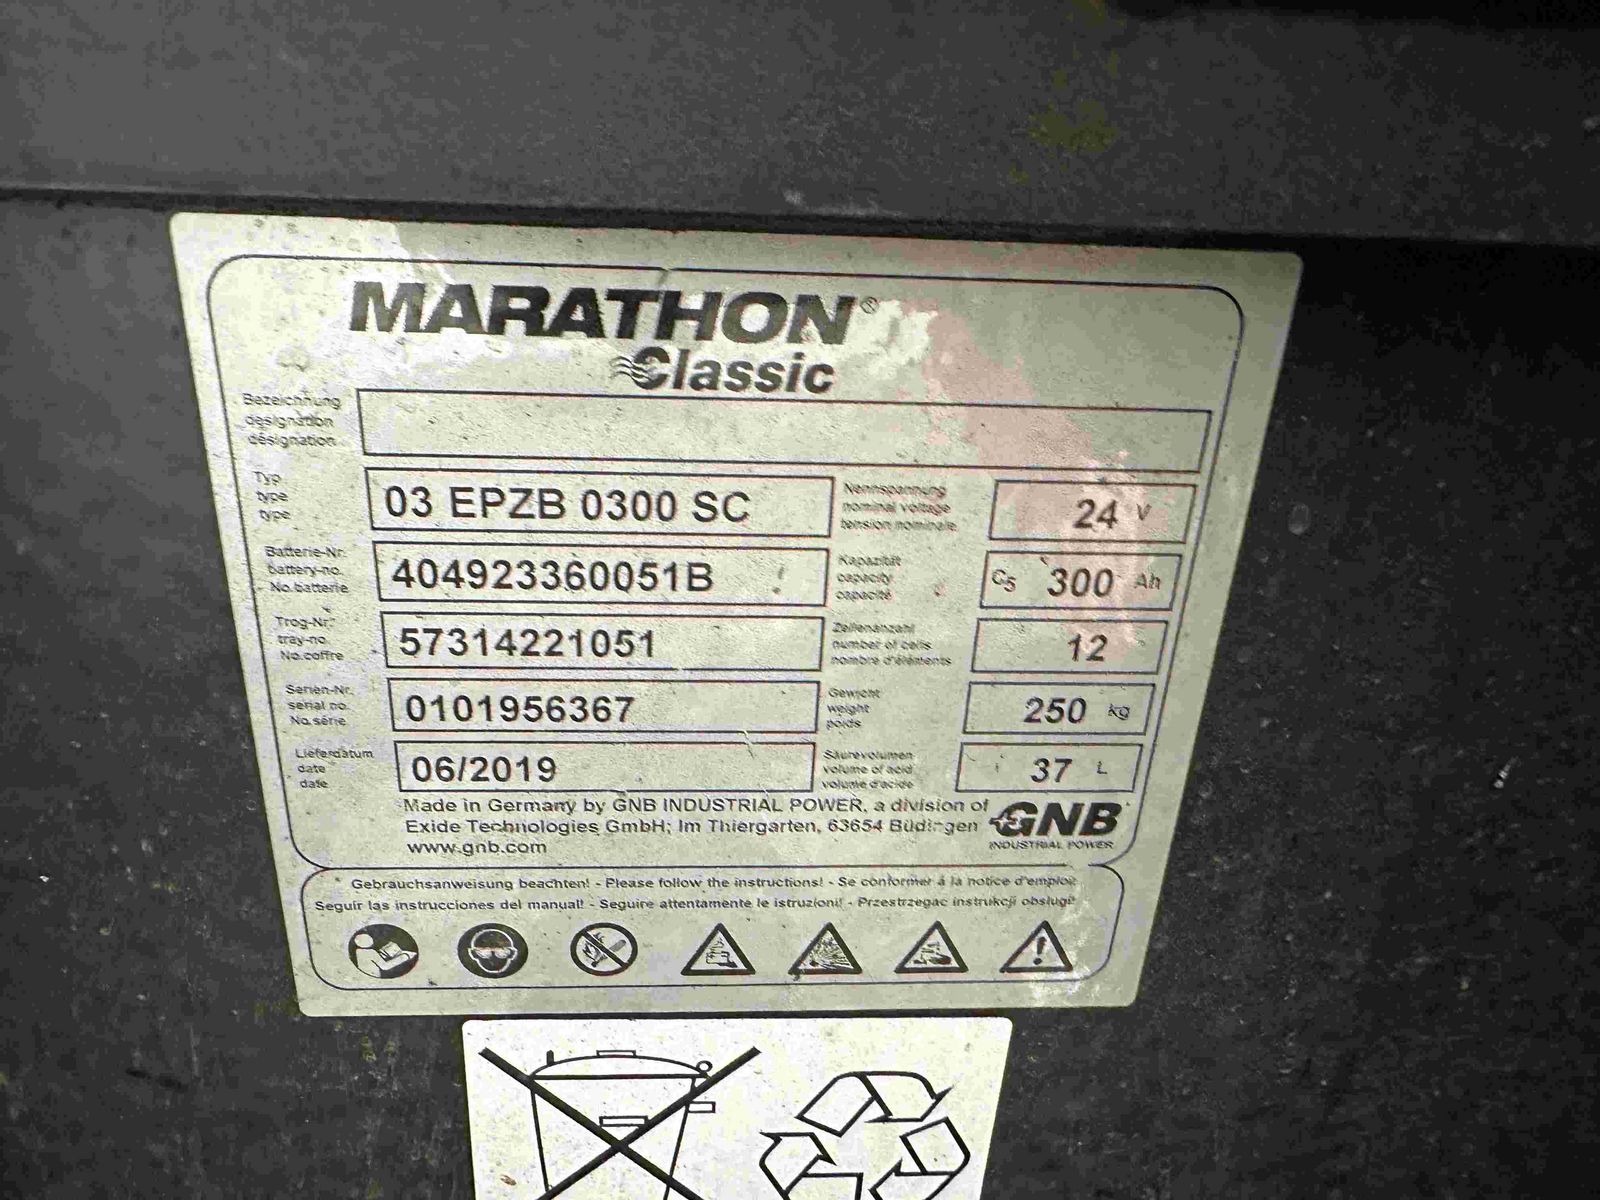 MARATHON®
Classic
Bezeichnung
designation
désignation
Typ
type
type
03 EPZB 0300 SC
Nennspannung
nominal voltage
tension nominale
24 V
Batterie-Nr.
battery-no.
No.batterie
404923360051B
Kapazität
capacity
capacité
C5 300 Ah
Trog-Nr.
tray-no.
No.coffre
57314221051
Zellenanzahl
number of cells
nombre d'éléments
12
Serien-Nr.
serial no.
No.série
0101956367
Gewicht
weight
poids
250 kg
Lieferdatum
date
date
06/2019
Säurevolumen
volume of acid
volume d'acide
37 L
Made in Germany by GNB INDUSTRIAL POWER, a division of
Exide Technologies GmbH; Im Thiergarten, 63654 Büdingen
www.gnb.com
GNB
INDUSTRIAL POWER
Gebrauchsanweisung beachten! - Please follow the instructions! - Se conformer à la notice d'emploi!
Seguir las instrucciones del manual! - Seguire attentamente le istruzioni! - Przestrzegac instrukcji obslugi!